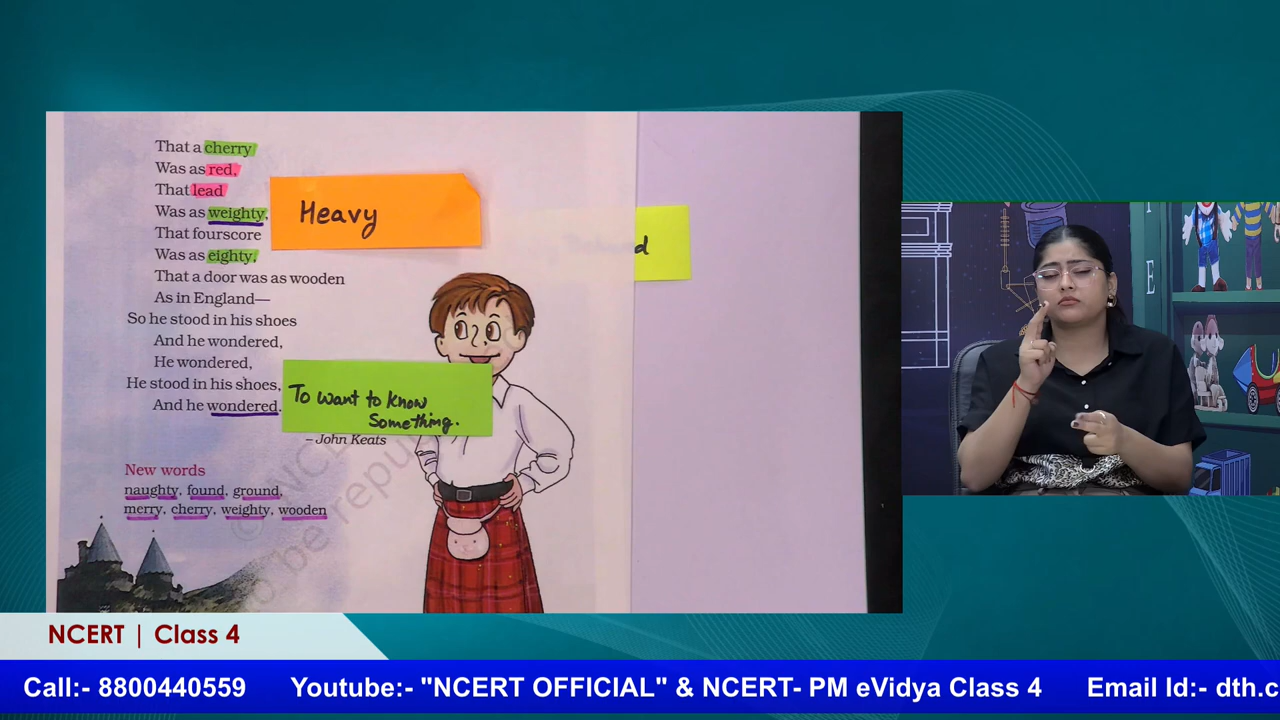 That a cherry
Was as red,
That lead
Was as weighty,
That fourscore
Was as eighty,
That a door was as wooden
As in England—
So he stood in his shoes
And he wondered,
He wondered,
He stood in his shoes,
And he wondered.
– John Keats
Heavy
To want to know
Something.
d
New words
naughty, found, ground,
merry, cherry, weighty, wooden
NCERT | Class 4
Call:- 8800440559 Youtube:- "NCERT OFFICIAL" & NCERT- PM eVidya Class 4 Email Id:- dth.c